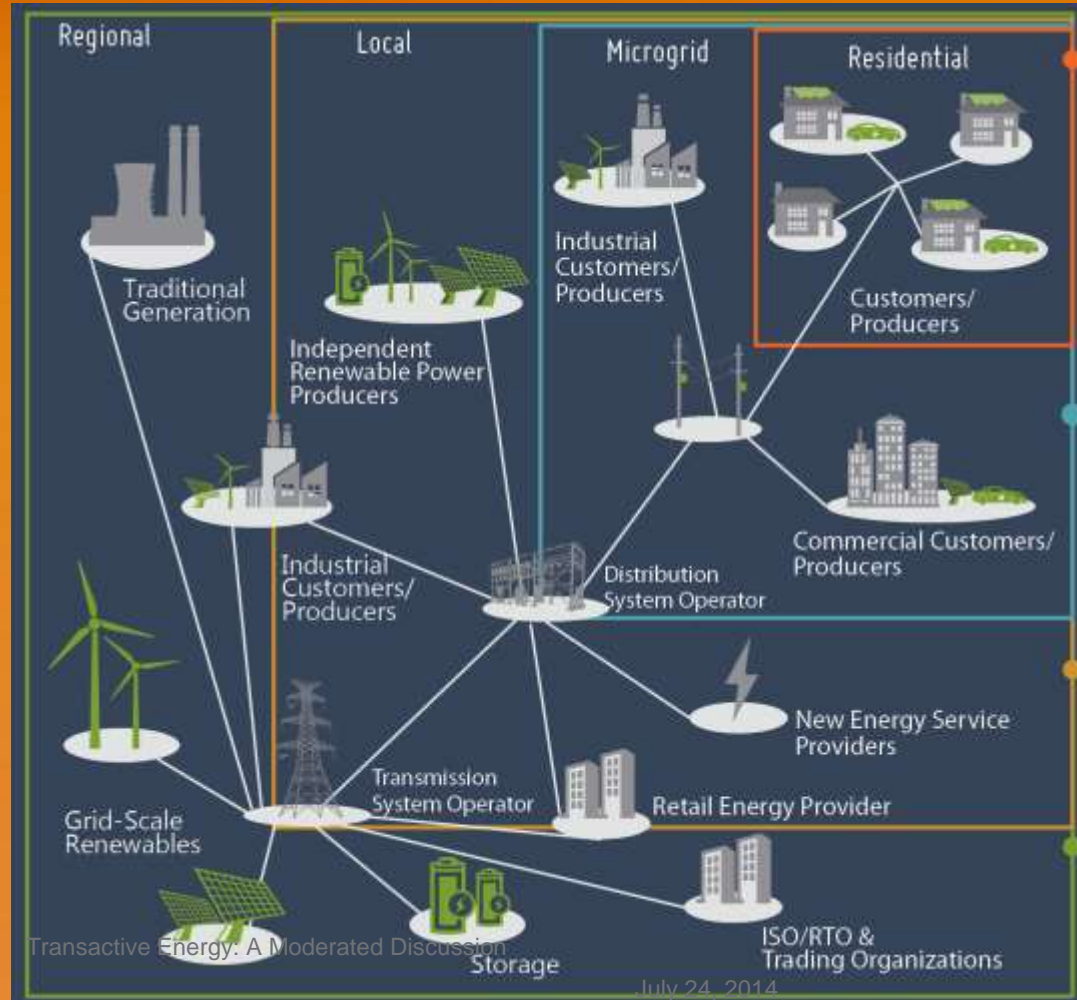 Regional
Local
Microgrid
Residential
Traditional
Generation
Independent
Renewable Power
Producers
Industrial
Customers/
Producers
Customers/
Producers
Industrial
Customers/
Producers
Distribution
System Operator
Commercial Customers/
Producers
New Energy Service
Providers
Transmission
System Operator
Retail Energy Provider
Grid-Scale
Renewables
Storage
ISO/RTO &
Trading Organizations
Transactive Energy: A Moderated Discussion
July 24, 2014